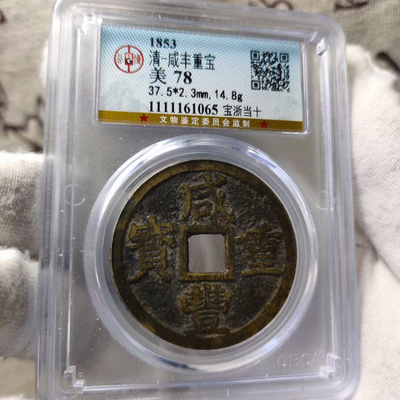 1853
清-咸丰重宝
美 78
37.5*2.3mm,14.8g
1111161065 宝浙当十
★ 文物鉴定委员会监制 ★
咸
寶 重
豐